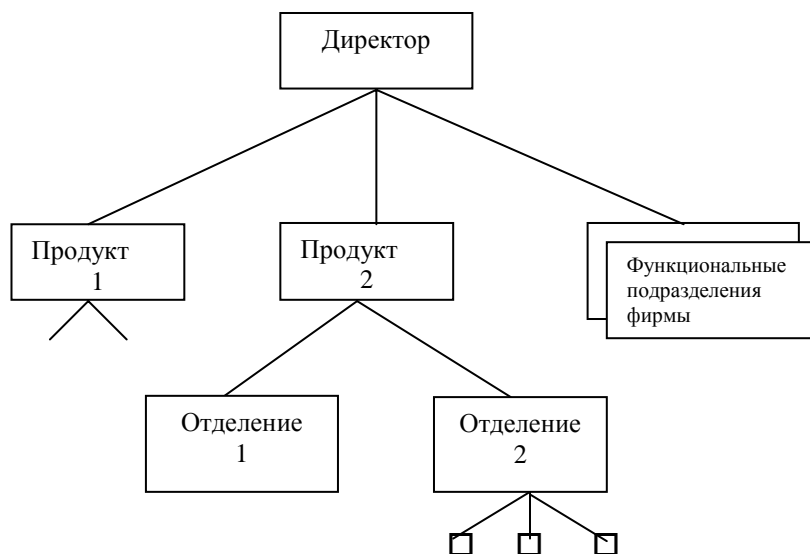 Директор
Продукт
1
Продукт
2
Функциональные
подразделения
фирмы
Отделение
1
Отделение
2